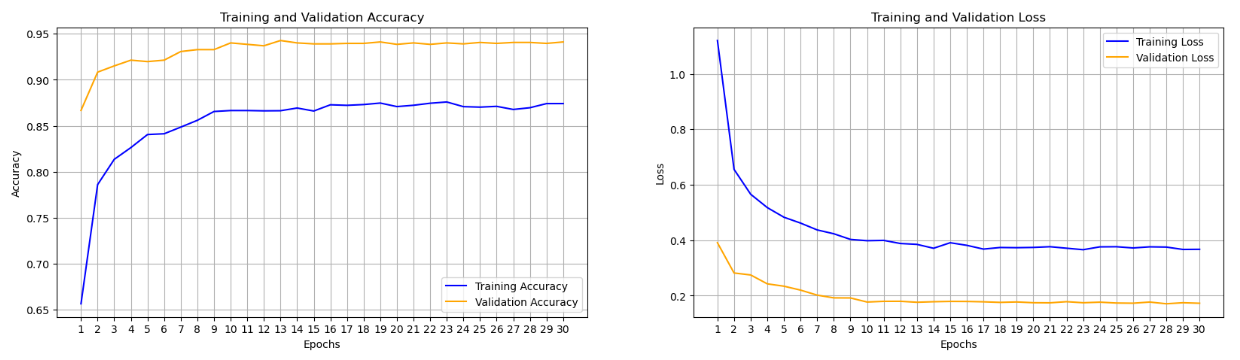 Training and Validation Accuracy
0.95
0.90
0.85
0.80
0.75
0.70
0.65
Accuracy
Training Accuracy
Validation Accuracy
1 2 3 4 5 6 7 8 9 10 11 12 13 14 15 16 17 18 19 20 21 22 23 24 25 26 27 28 29 30
Epochs
Training and Validation Loss
Training Loss
Validation Loss
1.0
0.8
0.6
0.4
0.2
Loss
1 2 3 4 5 6 7 8 9 10 11 12 13 14 15 16 17 18 19 20 21 22 23 24 25 26 27 28 29 30
Epochs